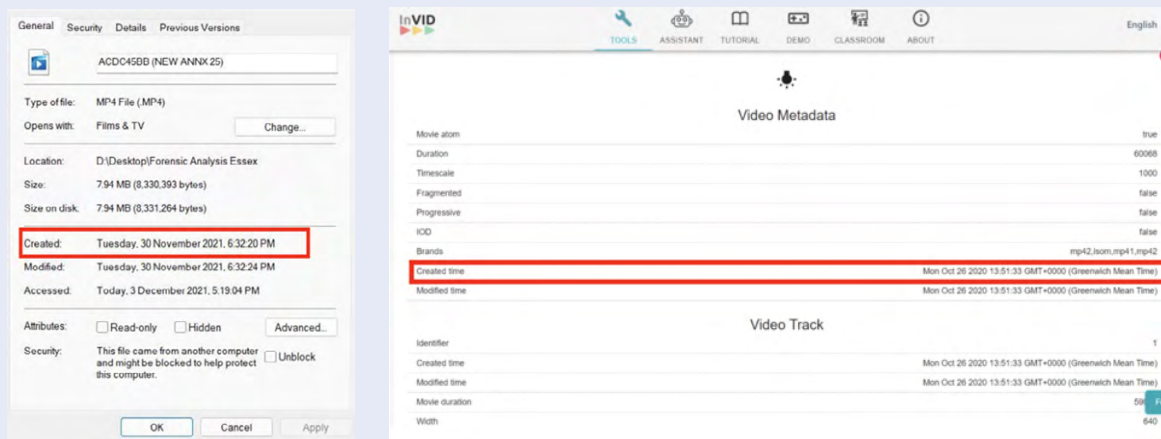 General Security Details Previous Versions
ACDC45BB (NEW ANNX 25)
Type of file: MP4 File (.MP4)
Opens with: Films & TV Change...
Location: D:\Desktop\Forensic Analysis Essex
Size: 7.94 MB (8,330,393 bytes)
Size on disk: 7.94 MB (8,331,264 bytes)
Created: Tuesday, 30 November 2021, 6:32:20 PM
Modified: Tuesday, 30 November 2021, 6:32:24 PM
Accessed: Today, 3 December 2021, 5:19:04 PM
Attributes: Read-only Hidden Advanced...
Security: This file came from another computer Unblock
and might be blocked to help protect
this computer.
OK Cancel Apply
InVID
TOOLS ASSISTANT TUTORIAL DEMO CLASSROOM ABOUT
English
Video Metadata
Movie atom true
Duration 60068
Timescale 1000
Fragmented false
Progressive false
IOD false
Brands mp42,isom,mp41,mp42
Created time Mon Oct 26 2020 13:51:33 GMT+0000 (Greenwich Mean Time)
Modified time Mon Oct 26 2020 13:51:33 GMT+0000 (Greenwich Mean Time)
Video Track
Identifier 1
Created time Mon Oct 26 2020 13:51:33 GMT+0000 (Greenwich Mean Time)
Modified time Mon Oct 26 2020 13:51:33 GMT+0000 (Greenwich Mean Time)
Movie duration
Width 640